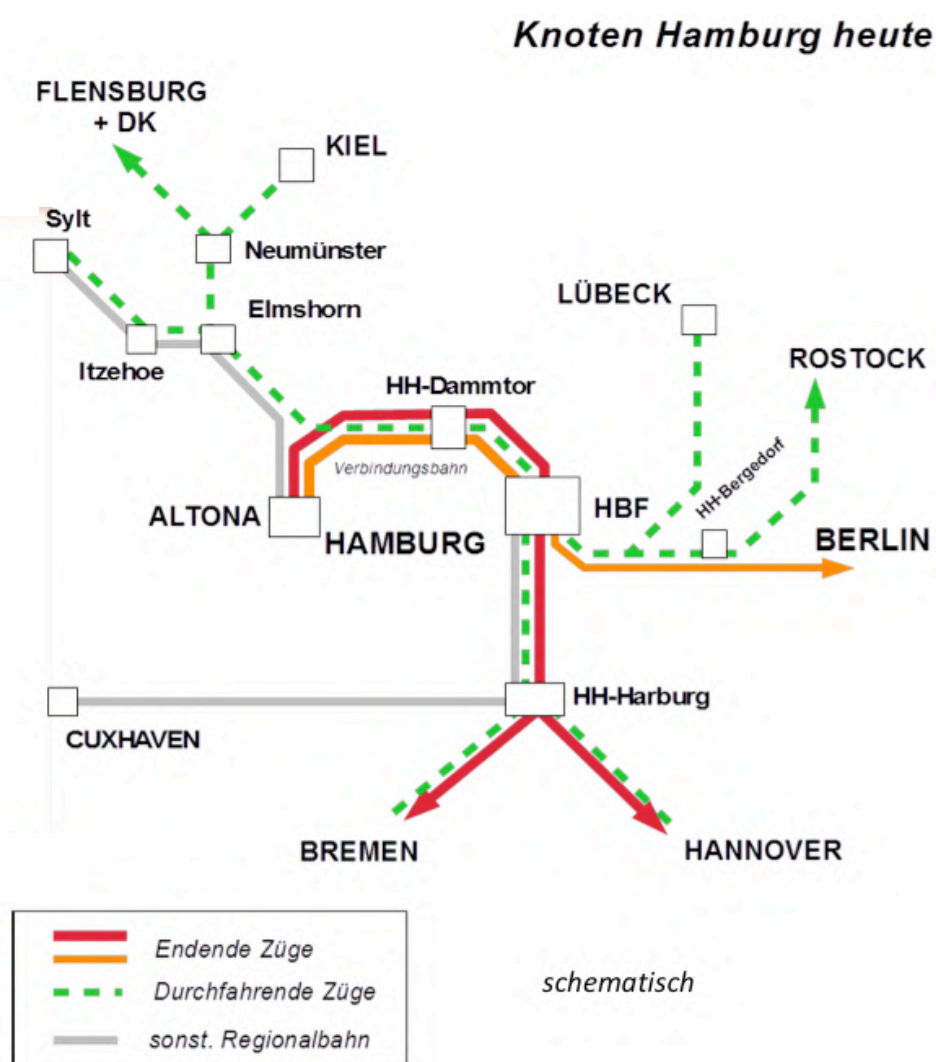 Knoten Hamburg heute
FLENSBURG
+ DK
KIEL
Sylt
Neumünster
Elmshorn
Itzehoe
LÜBECK
ROSTOCK
HH-Dammtor
Verbindungsbahn
HH-Bergedorf
ALTONA
HAMBURG
HBF
BERLIN
HH-Harburg
CUXHAVEN
BREMEN
HANNOVER
Endende Züge
Durchfahrende Züge
sonst. Regionalbahn
schematisch